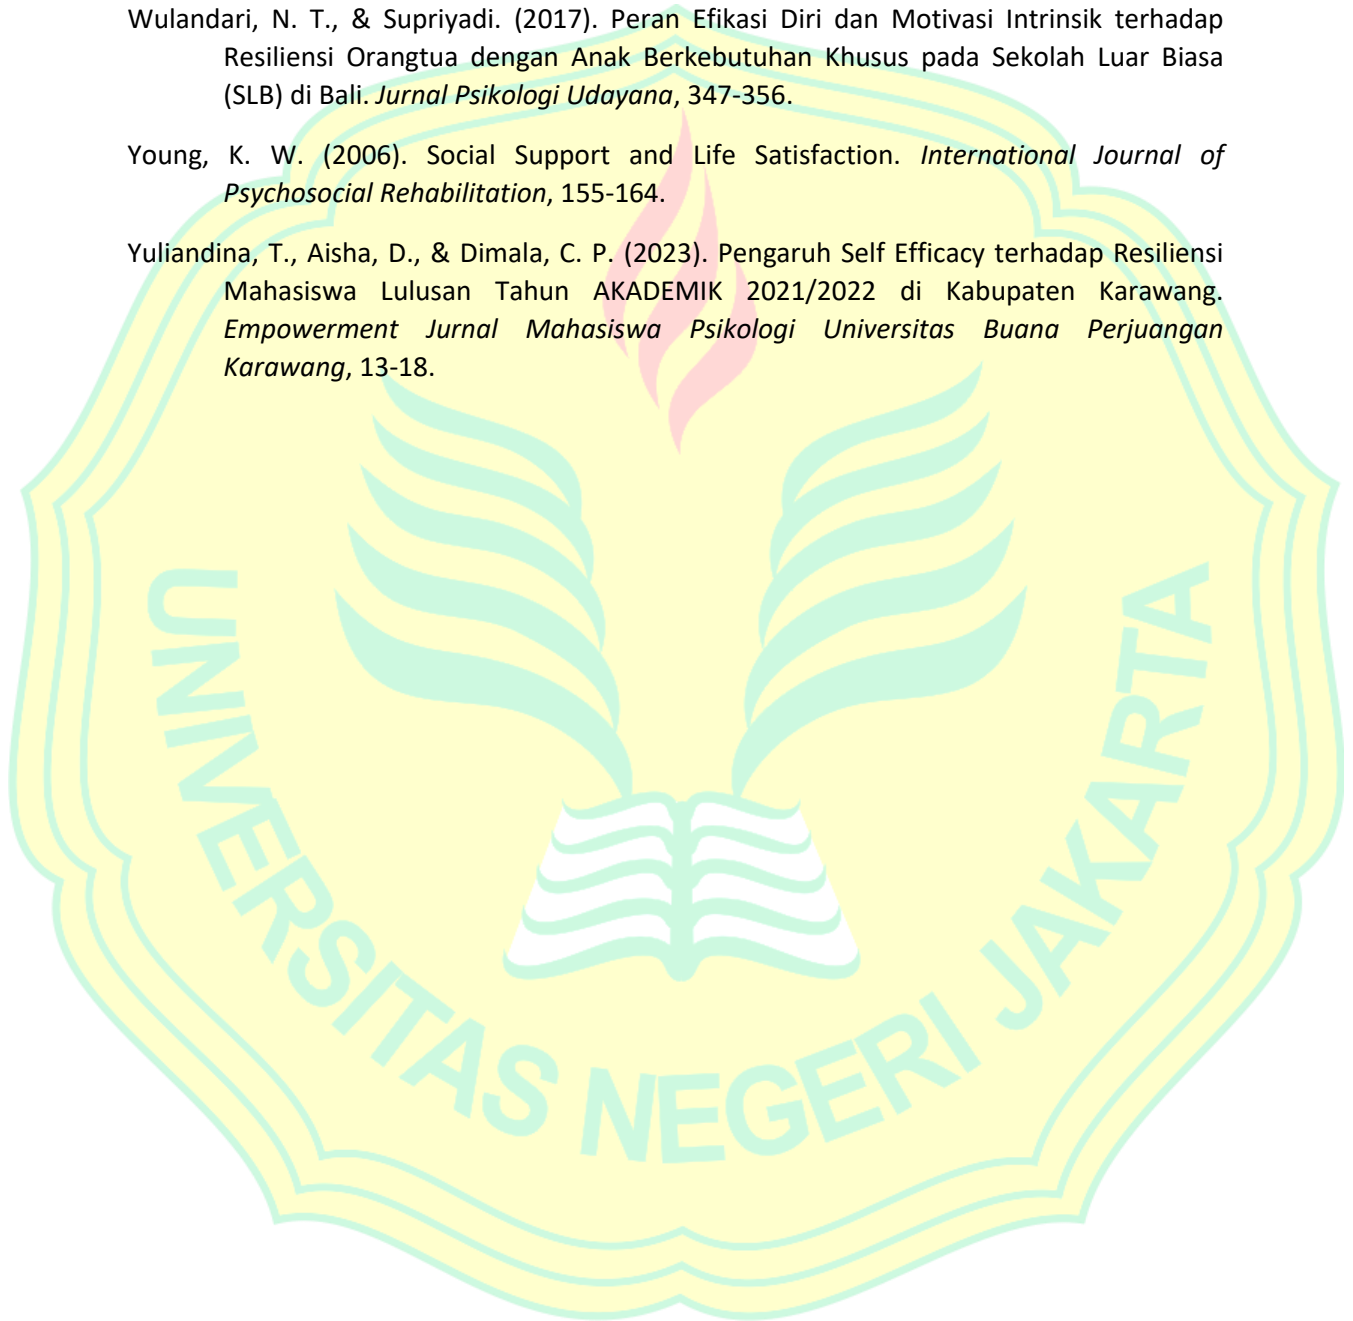 Wulandari, N. T., & Supriyadi. (2017). Peran Efikasi Diri dan Motivasi Intrinsik terhadap
Resiliensi Orangtua dengan Anak Berkebutuhan Khusus pada Sekolah Luar Biasa
(SLB) di Bali. Jurnal Psikologi Udayana, 347-356.
Young, K. W. (2006). Social Support and Life Satisfaction. International Journal of
Psychosocial Rehabilitation, 155-164.
Yuliandina, T., Aisha, D., & Dimala, C. P. (2023). Pengaruh Self Efficacy terhadap Resiliensi
Mahasiswa Lulusan Tahun AKADEMIK 2021/2022 di Kabupaten Karawang.
Empowerment Jurnal Mahasiswa Psikologi Universitas Buana Perjuangan
Karawang, 13-18.
UNIVERSITAS NEGERI JAKARTA